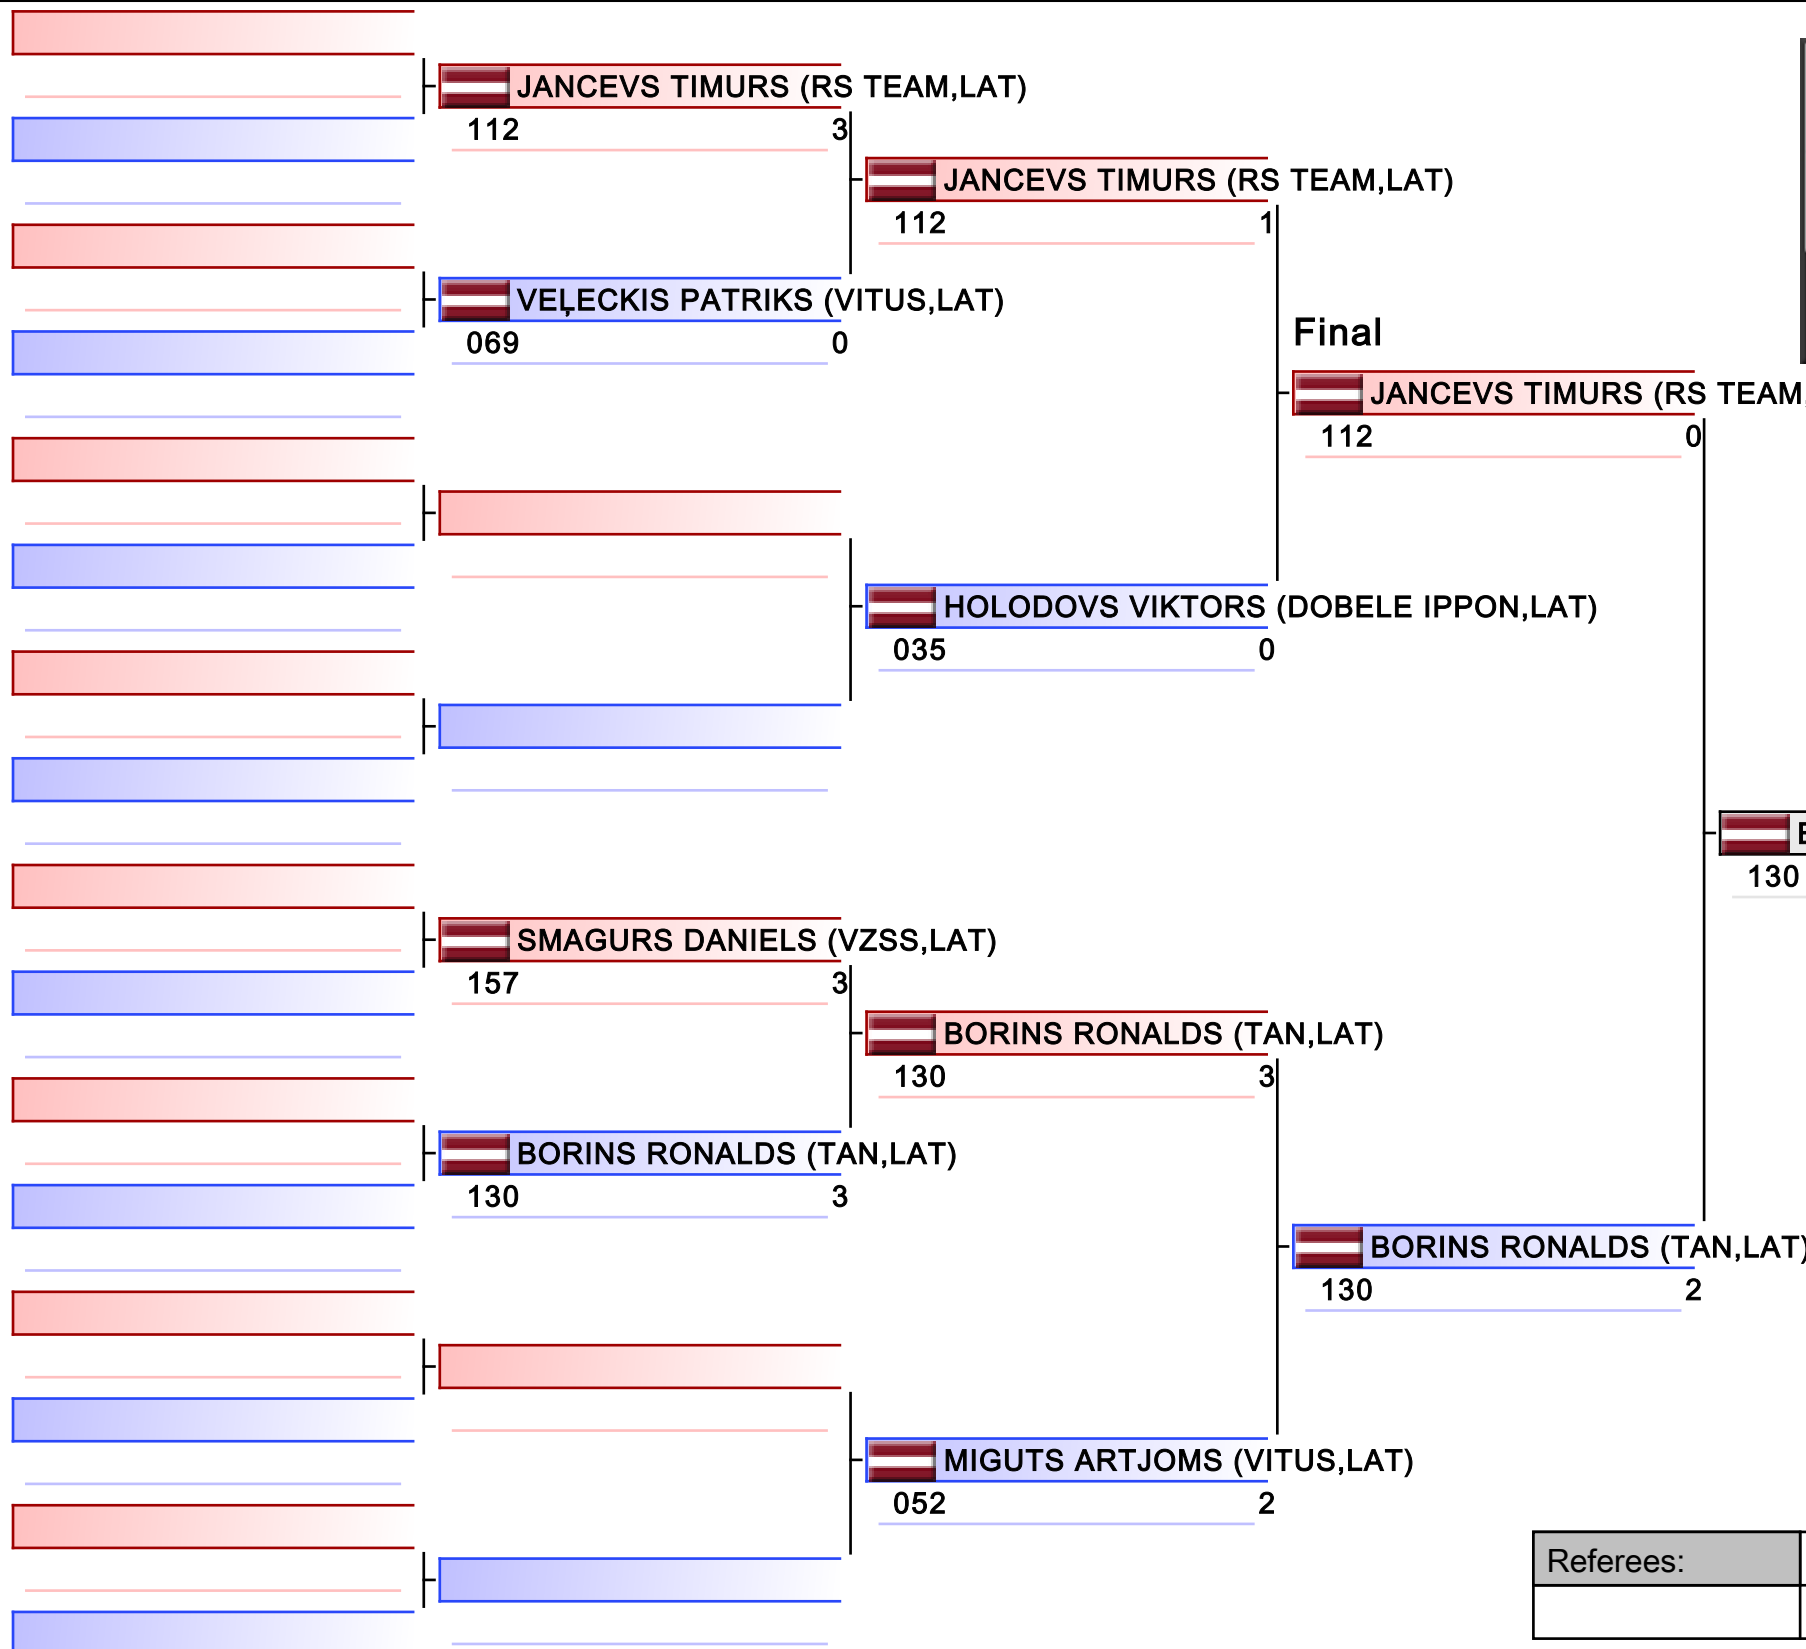 JANCEVS TIMURS (RS TEAM,LAT)
112 3
JANCEVS TIMURS (RS TEAM,LAT)
112 1
VEĻECKIS PATRIKS (VITUS,LAT)
069 0
Final
JANCEVS TIMURS (RS TEAM,
112 0
HOLODOVS VIKTORS (DOBELE IPPON,LAT)
035 0
130
SMAGURS DANIELS (VZSS,LAT)
157 3
BORINS RONALDS (TAN,LAT)
130 3
BORINS RONALDS (TAN,LAT)
130 3
BORINS RONALDS (TAN,LAT)
130 2
MIGUTS ARTJOMS (VITUS,LAT)
052 2
Referees: